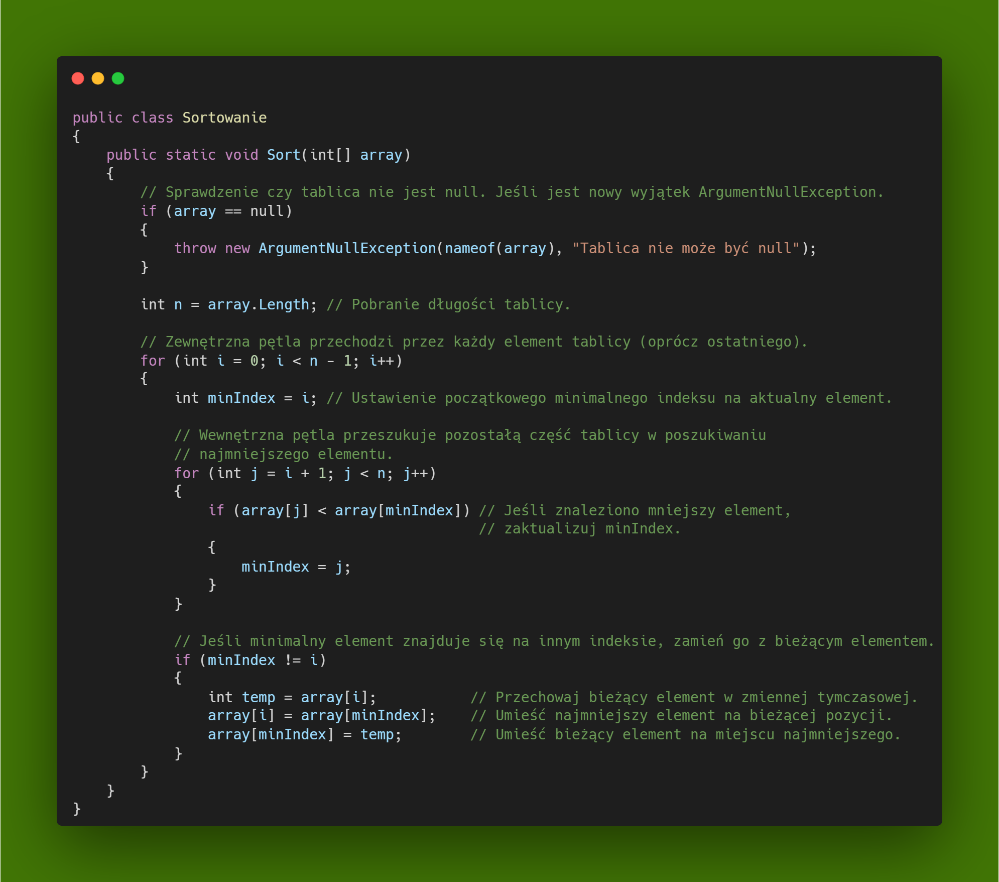 public class Sortowanie
{
    public static void Sort(int[] array)
    {
        // Sprawdzenie czy tablica nie jest null. Jeśli jest nowy wyjątek ArgumentNullException.
        if (array == null)
        {
            throw new ArgumentNullException(nameof(array), "Tablica nie może być null");
        }

        int n = array.Length; // Pobranie długości tablicy.

        // Zewnętrzna pętla przechodzi przez każdy element tablicy (oprócz ostatniego).
        for (int i = 0; i < n - 1; i++)
        {
            int minIndex = i; // Ustawienie początkowego minimalnego indeksu na aktualny element.

            // Wewnętrzna pętla przeszukuje pozostałą część tablicy w poszukiwaniu
            // najmniejszego elementu.
            for (int j = i + 1; j < n; j++)
            {
                if (array[j] < array[minIndex]) // Jeśli znaleziono mniejszy element,
                                                // zaktualizuj minIndex.
                {
                    minIndex = j;
                }
            }

            // Jeśli minimalny element znajduje się na innym indeksie, zamień go z bieżącym elementem.
            if (minIndex != i)
            {
                int temp = array[i];           // Przechowaj bieżący element w zmiennej tymczasowej.
                array[i] = array[minIndex];    // Umieść najmniejszy element na bieżącej pozycji.
                array[minIndex] = temp;        // Umieść bieżący element na miejscu najmniejszego.
            }
        }
    }
}